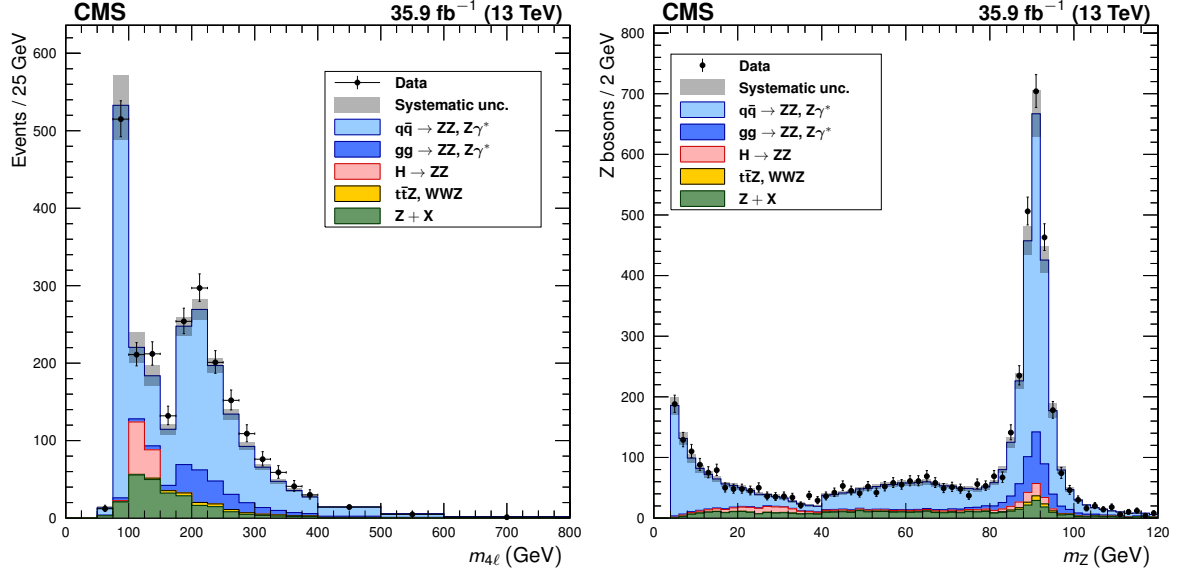 CMS 35.9 fb⁻¹ (13 TeV)
Events / 25 GeV
600
500
400
300
200
100
0
Data
Systematic unc.
qq̄ → ZZ, Zγ*
gg → ZZ, Zγ*
H → ZZ
tt̄Z, WWZ
Z + X
0 100 200 300 400 500 600 700 800
m4ℓ (GeV)
CMS 35.9 fb⁻¹ (13 TeV)
Z bosons / 2 GeV
800
700
600
500
400
300
200
100
0
Data
Systematic unc.
qq̄ → ZZ, Zγ*
gg → ZZ, Zγ*
H → ZZ
tt̄Z, WWZ
Z + X
0 20 40 60 80 100 120
mZ (GeV)